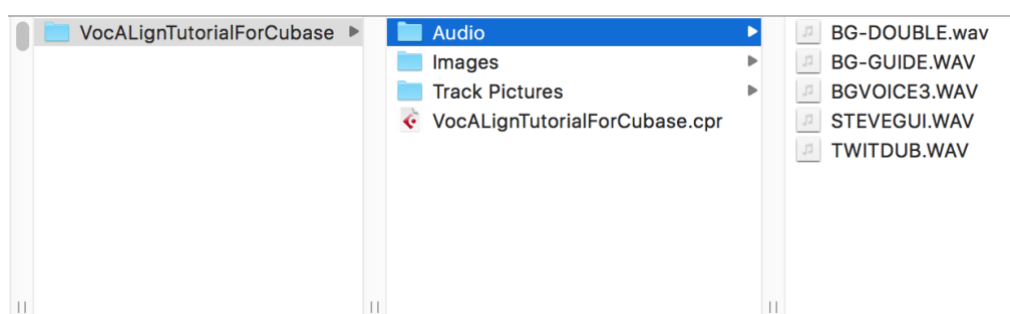 VocALignTutorialForCubase
Audio
Images
Track Pictures
VocALignTutorialForCubase.cpr
BG-DOUBLE.wav
BG-GUIDE.WAV
BGVOICE3.WAV
STEVEGUI.WAV
TWITDUB.WAV